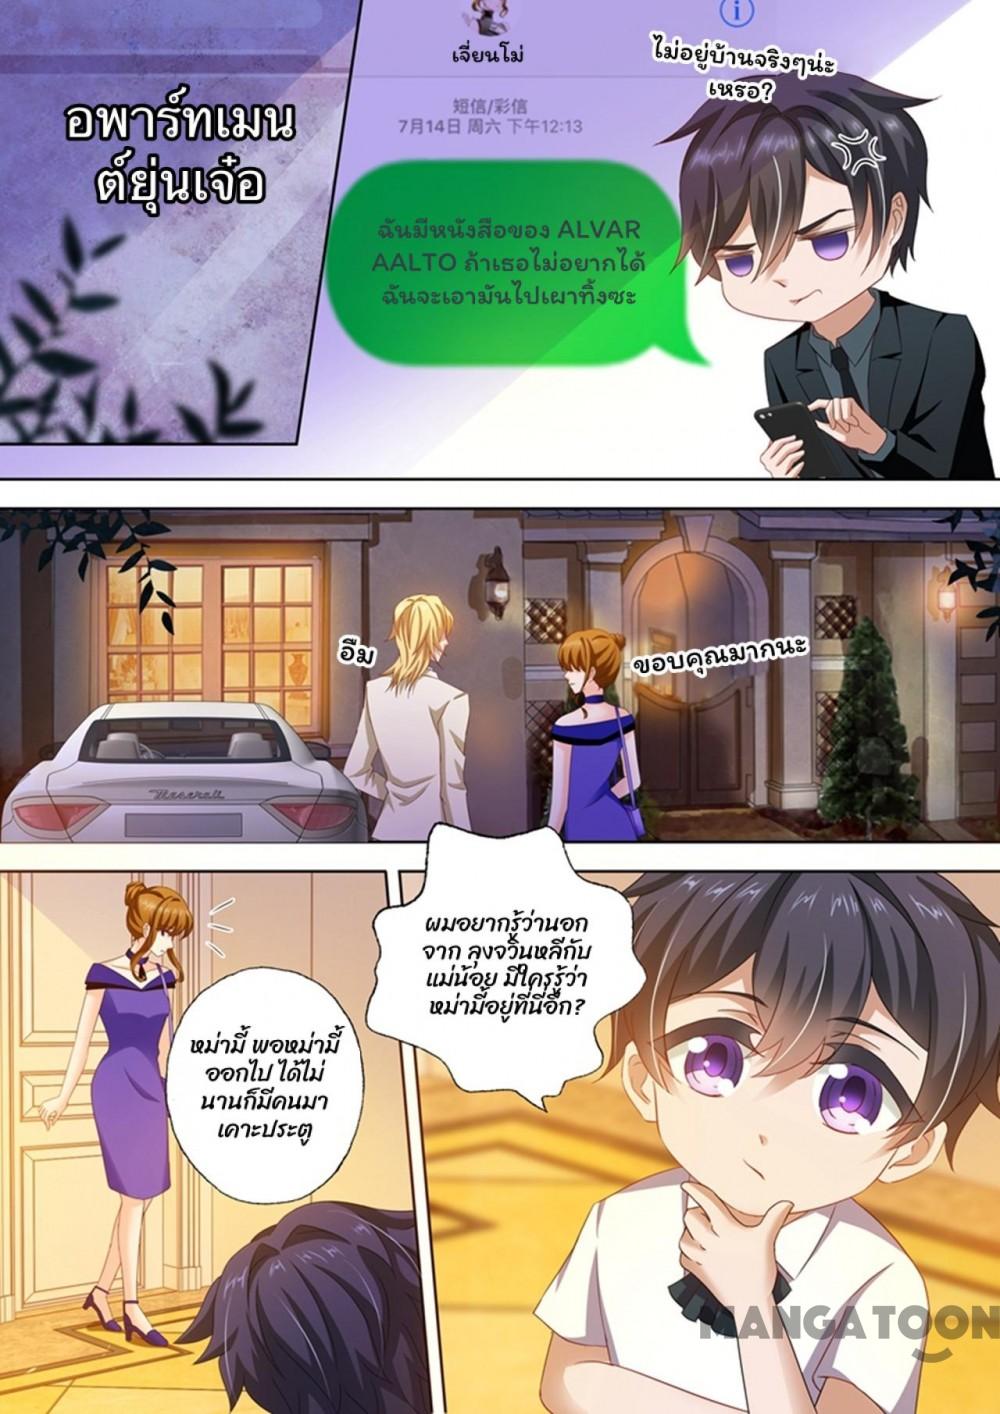 อพาร์ทเมน
ต์ยุ่นเจ๋อ
เจี่ยนโม่
短信/彩信
7月14日 周六 下午12:13
ฉันมีหนังสือของ ALVAR
AALTO ถ้าเธอไม่อยากได้
ฉันจะเอามันไปเผาทิ้งซะ
ไม่อยู่บ้านจริงๆน่ะ
เหรอ?
อืม
ขอบคุณมากนะ
Maserati
หม่ามี้ พอหม่ามี้
ออกไป ได้ไม่
นานก็มีคนมา
เคาะประตู
ผมอยากรู้ว่านอก
จาก ลุงจวินหลีกับ
แม่น้อย มีใครรู้ว่า
หม่ามี้อยู่ที่นี่อีก?
MANGATOON